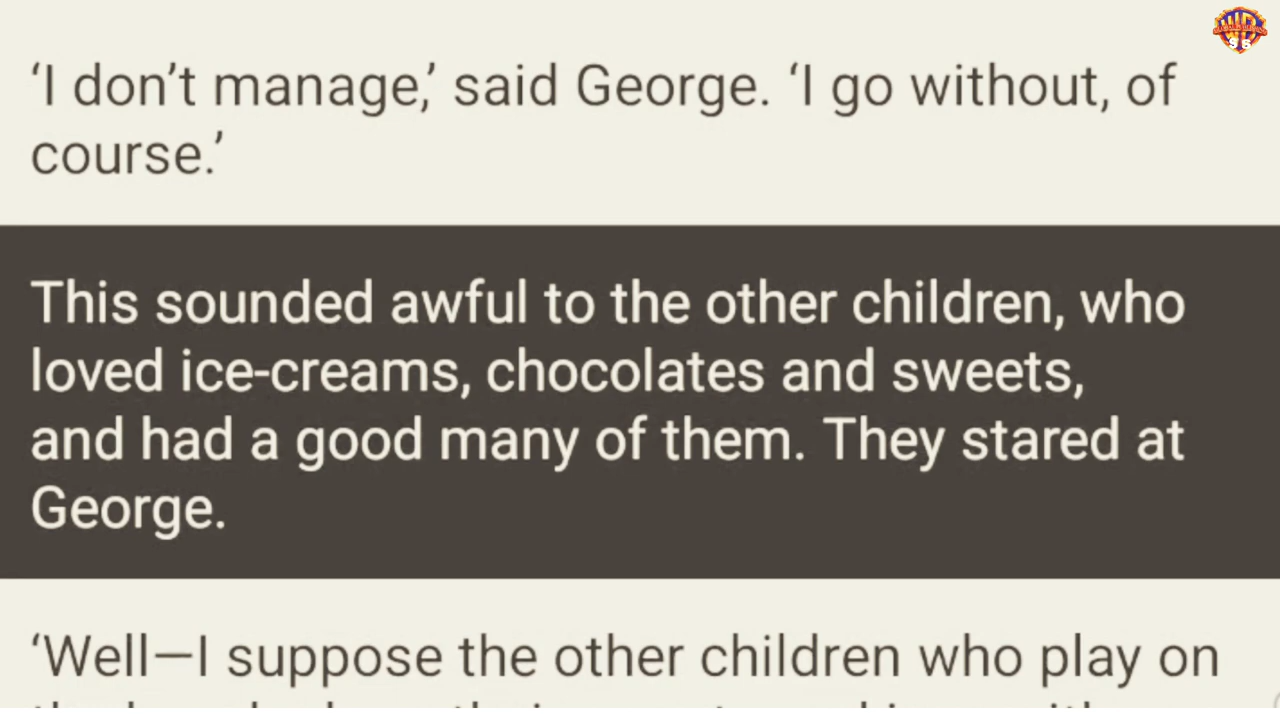 ‘I don’t manage,’ said George. ‘I go without, of
course.’
This sounded awful to the other children, who
loved ice-creams, chocolates and sweets,
and had a good many of them. They stared at
George.
‘Well—I suppose the other children who play on